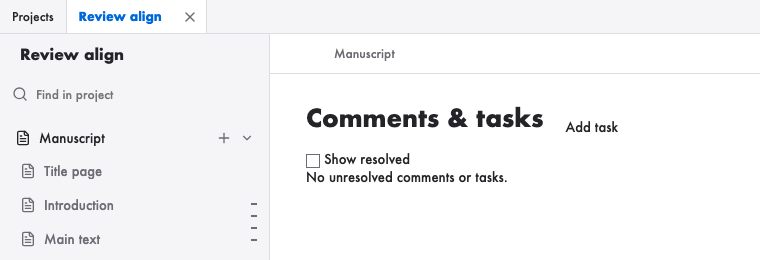 Projects
Review align
Review align
Find in project
Manuscript
Title page
Introduction
Main text
Manuscript
Comments & tasks
Add task
Show resolved
No unresolved comments or tasks.